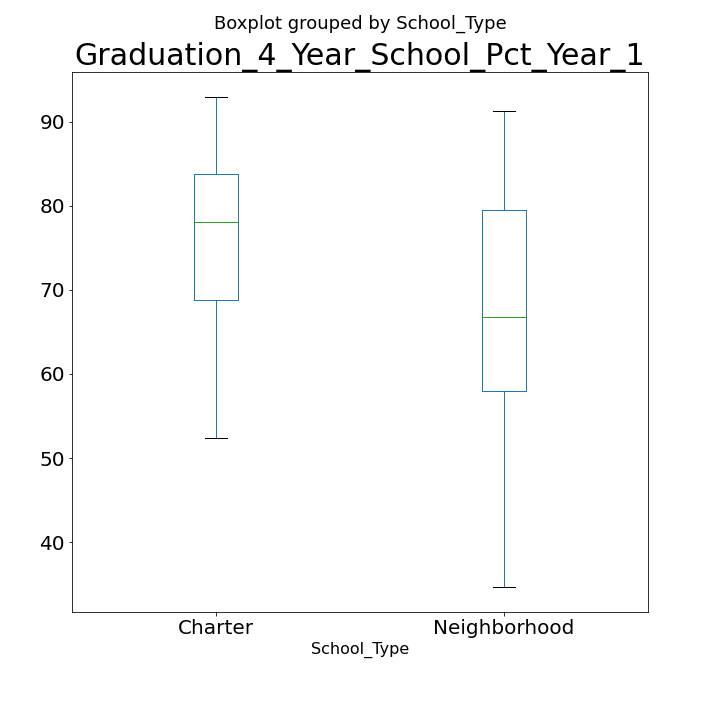 Boxplot grouped by School_Type
Graduation_4_Year_School_Pct_Year_1
90
80
70
60
50
40
Charter Neighborhood
School_Type